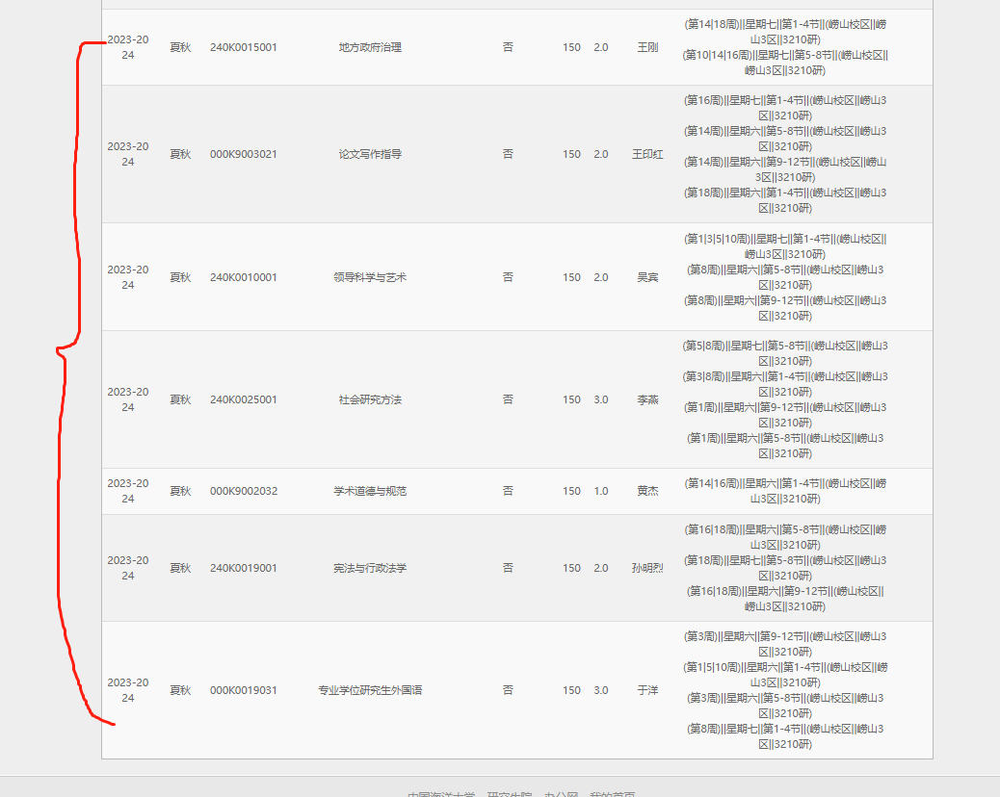 2023-20
24
夏秋
240K0015001
地方政府治理
否
150
2.0
王刚
(第14|18周)||星期七||第1-4节||(崂山校区||崂
山3区||3210研)
(第10|14|16周)||星期七||第5-8节||(崂山校区||
崂山3区||3210研)
2023-20
24
夏秋
000K9003021
论文写作指导
否
150
2.0
王印红
(第16周)||星期七||第1-4节||(崂山校区||崂山3
区||3210研)
(第14周)||星期六||第5-8节||(崂山校区||崂山3
区||3210研)
(第14周)||星期六||第9-12节||(崂山校区||崂山
3区||3210研)
(第18周)||星期六||第1-4节||(崂山校区||崂山3
区||3210研)
2023-20
24
夏秋
240K0010001
领导科学与艺术
否
150
2.0
吴宾
(第1|3|5|10周)||星期七||第1-4节||(崂山校区||
崂山3区||3210研)
(第8周)||星期六||第5-8节||(崂山校区||崂山3
区||3210研)
(第8周)||星期六||第9-12节||(崂山校区||崂山3
区||3210研)
2023-20
24
夏秋
240K0025001
社会研究方法
否
150
3.0
李燕
(第5|8周)||星期七||第5-8节||(崂山校区||崂山3
区||3210研)
(第3|8周)||星期六||第1-4节||(崂山校区||崂山3
区||3210研)
(第1周)||星期六||第9-12节||(崂山校区||崂山3
区||3210研)
(第1周)||星期六||第5-8节||(崂山校区||崂山3
区||3210研)
2023-20
24
夏秋
000K9002032
学术道德与规范
否
150
1.0
黄杰
(第14|16周)||星期六||第1-4节||(崂山校区||崂
山3区||3210研)
2023-20
24
夏秋
240K0019001
宪法与行政法学
否
150
2.0
孙明烈
(第16|18周)||星期六||第5-8节||(崂山校区||崂
山3区||3210研)
(第18周)||星期七||第5-8节||(崂山校区||崂山3
区||3210研)
(第16|18周)||星期六||第9-12节||(崂山校区||
崂山3区||3210研)
2023-20
24
夏秋
000K0019031
专业学位研究生外国语
否
150
3.0
于洋
(第3周)||星期六||第9-12节||(崂山校区||崂山3
区||3210研)
(第1|5|10周)||星期六||第1-4节||(崂山校区||崂
山3区||3210研)
(第3周)||星期六||第5-8节||(崂山校区||崂山3
区||3210研)
(第8周)||星期七||第1-4节||(崂山校区||崂山3
区||3210研)
中国海洋大学 研究生院 办公网 我的首页